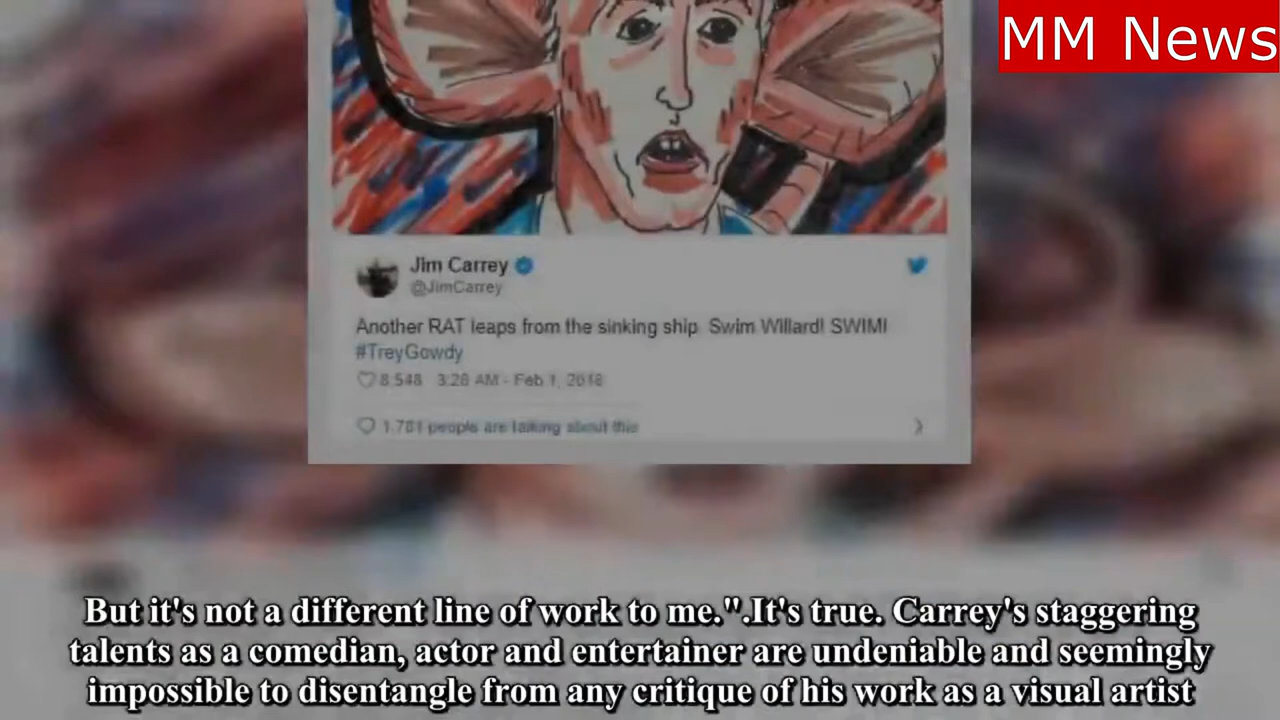 MM News
Jim Carrey
@JimCarrey
Another RAT leaps from the sinking ship. Swim Willard! SWIM!
#TreyGowdy
8,548 3:28 AM - Feb 1, 2018
1,781 people are talking about this
But it's not a different line of work to me.".It's true. Carrey's staggering
talents as a comedian, actor and entertainer are undeniable and seemingly
impossible to disentangle from any critique of his work as a visual artist